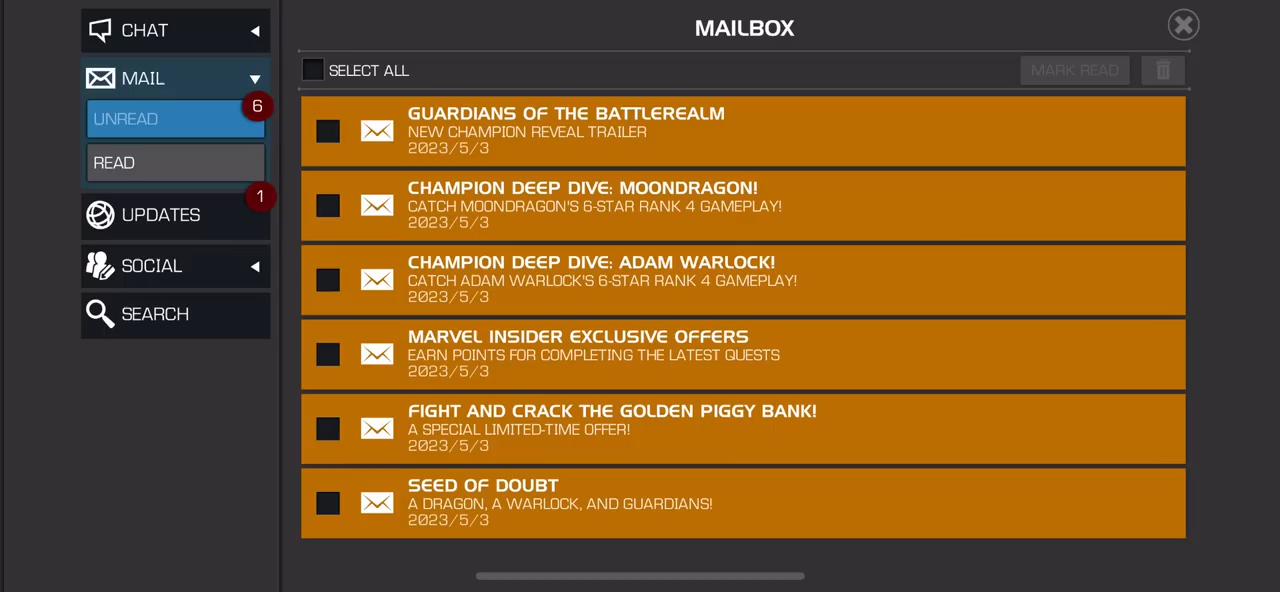 CHAT
MAIL
6
UNREAD
READ
1
UPDATES
SOCIAL
SEARCH
MAILBOX
SELECT ALL
MARK READ
GUARDIANS OF THE BATTLEREALM
NEW CHAMPION REVEAL TRAILER
2023/5/3
CHAMPION DEEP DIVE: MOONDRAGON!
CATCH MOONDRAGON'S 6-STAR RANK 4 GAMEPLAY!
2023/5/3
CHAMPION DEEP DIVE: ADAM WARLOCK!
CATCH ADAM WARLOCK'S 6-STAR RANK 4 GAMEPLAY!
2023/5/3
MARVEL INSIDER EXCLUSIVE OFFERS
EARN POINTS FOR COMPLETING THE LATEST QUESTS
2023/5/3
FIGHT AND CRACK THE GOLDEN PIGGY BANK!
A SPECIAL LIMITED-TIME OFFER!
2023/5/3
SEED OF DOUBT
A DRAGON, A WARLOCK, AND GUARDIANS!
2023/5/3